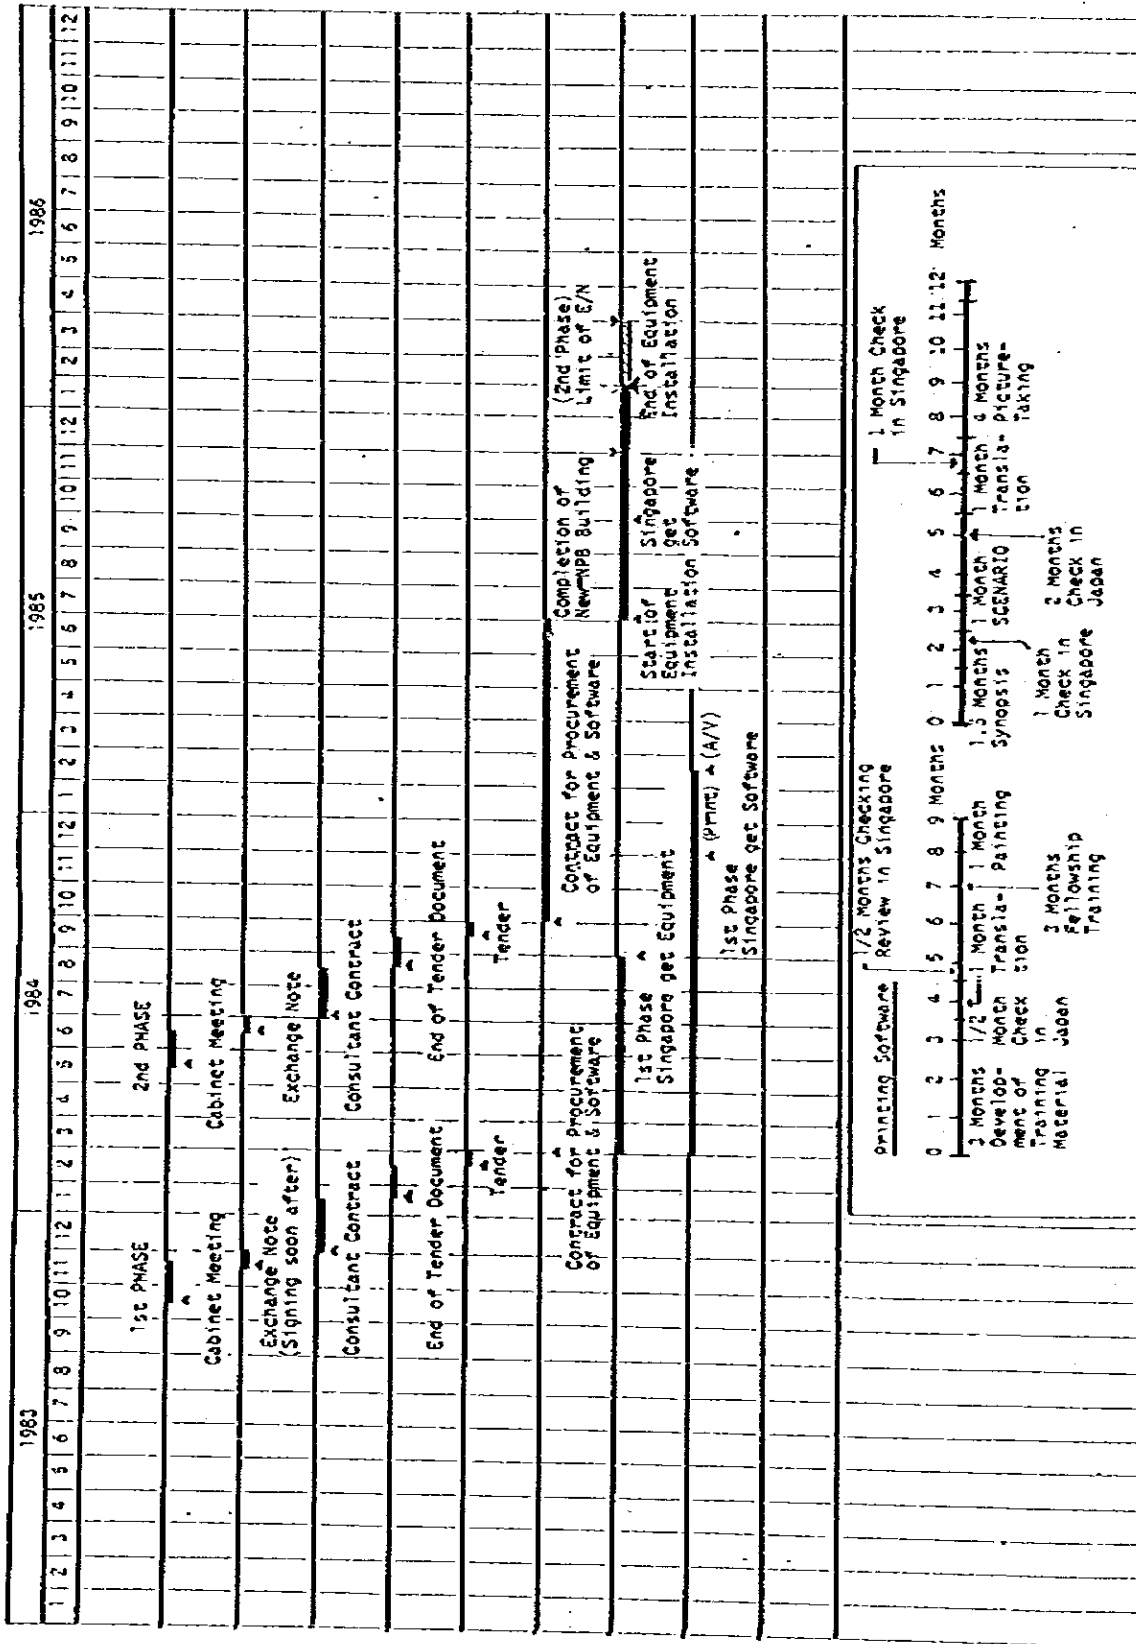 1983 1984 1985 1986
1 2 3 4 5 6 7 8 9 10 11 12 1 2 3 4 5 6 7 8 9 10 11 12 1 2 3 4 5 6 7 8 9 10 11 12 1 2 3 4 5 6 7 8 9 10 11 12
1st PHASE
2nd PHASE
Cabinet Meeting
Cabinet Meeting
Exchange Note
(Signing soon after)
Exchange Note
Consultant Contract
Consultant Contract
End of Tender Document
End of Tender Document
Tender
Tender
Contract for Procurement
of Equipment & Software
Contract for Procurement
of Equipment & Software
Completion of
New NPB Building
(2nd Phase)
Limit of E/N
1st Phase
Singapore get Equipment
Start of
Equipment
Installation
Singapore
get
Software
End of Equipment
Installation
(Print) (A/V)
1st Phase
Singapore get Software
Printing Software
1/2 Months Checking
Review in Singapore
0 1 2 3 4 5 6 7 8 9 Months
3 Months
Develop-
ment of
Training
Material
1/2
Month
Check
in
Japan
1 Month
Transla-
tion
1 Month
Painting
3 Months
Fellowship
Training
1 Month Check
in Singapore
0 1 2 3 4 5 6 7 8 9 10 11 12 Months
1.5 Months
Synopsis
1 Month
SCENARIO
1 Month
Transla-
tion
4 Months
Picture-
Taking
1 Month
Check in
Singapore
2 Months
Check in
Japan